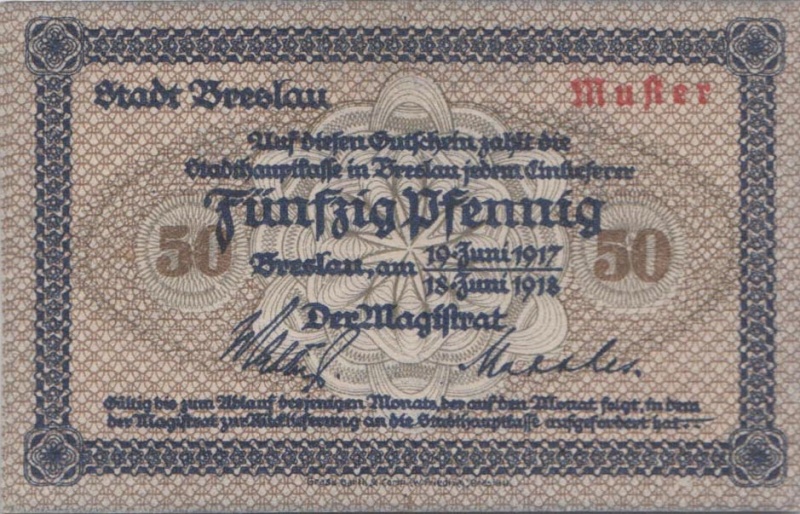 Stadt Breslau
Muster
Auf diesen Gutschein zahlt die
Stadthauptkasse in Breslau jedem Einlieferer
Fünfzig Pfennig
50
50
Breslau, am 19. Juni 1917
18. Juni 1918
Der Magistrat
Gültig bis zum Ablauf desjenigen Monats der auf den Monat folgt, in dem
der Magistrat zur Rücklieferung an die Stadthauptkasse aufgefordert hat.